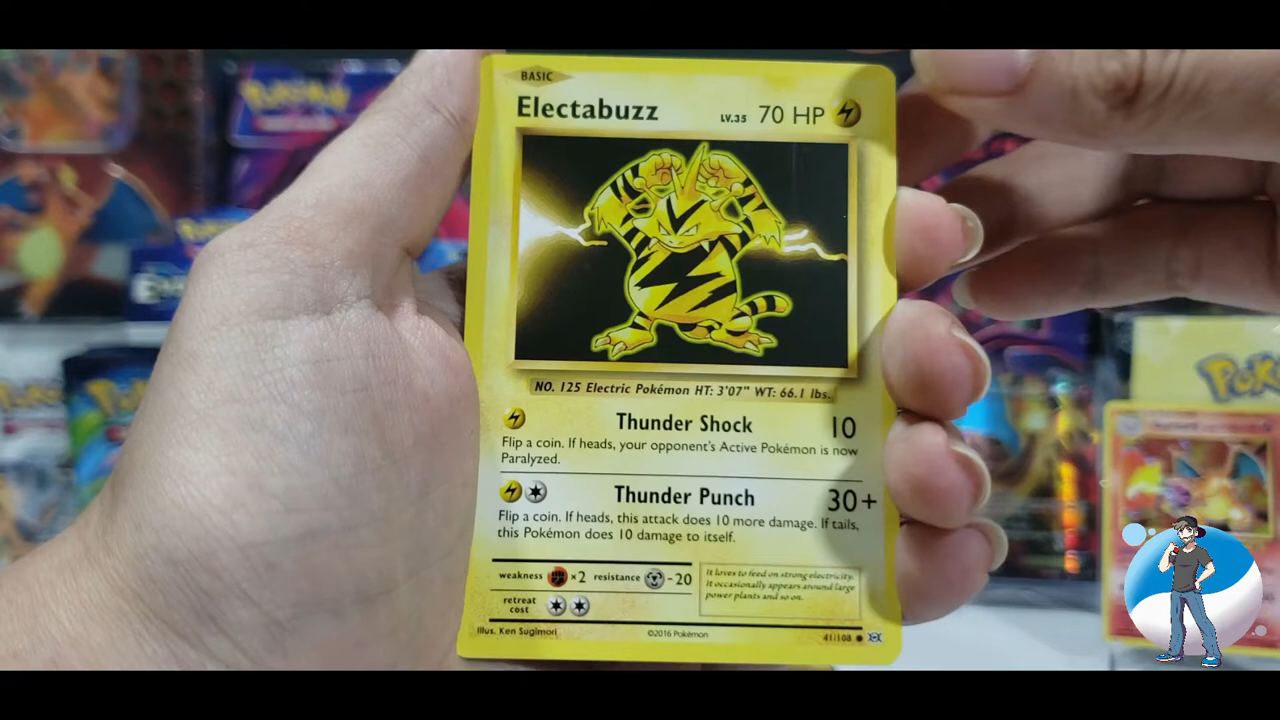 Pokémon
BASIC
Electabuzz
LV.35 70 HP
NO. 125 Electric Pokémon HT: 3'07" WT: 66.1 lbs.
Thunder Shock 10
Flip a coin. If heads, your opponent's Active Pokémon is now
Paralyzed.
Thunder Punch 30+
Flip a coin. If heads, this attack does 10 more damage. If tails,
this Pokémon does 10 damage to itself.
weakness ×2 resistance -20
It loves to feed on strong electricity.
It occasionally appears around large
power plants and so on.
retreat
cost
Illus. Ken Sugimori
©2016 Pokémon
41/108